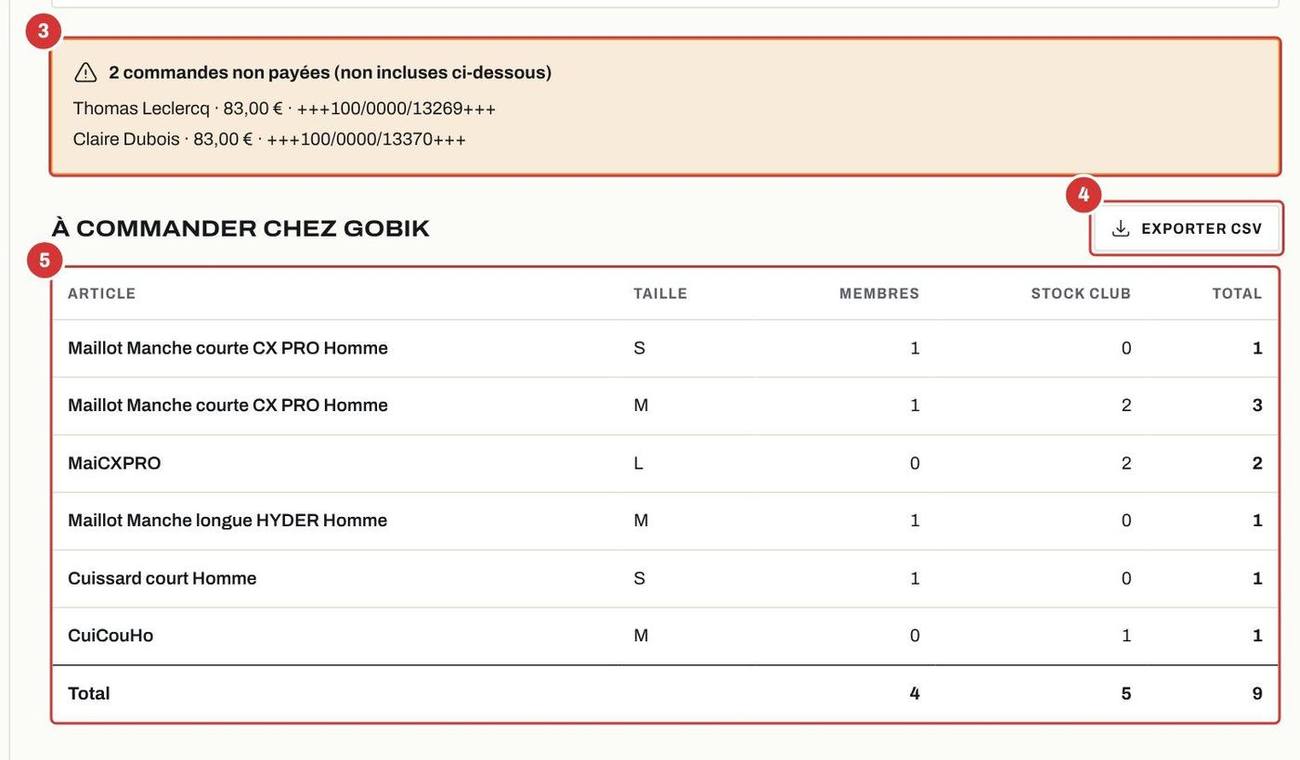 3
2 commandes non payées (non incluses ci-dessous)
Thomas Leclercq · 83,00 € · +++100/0000/13269+++
Claire Dubois · 83,00 € · +++100/0000/13370+++
4
À COMMANDER CHEZ GOBIK
EXPORTER CSV
5
ARTICLE TAILLE MEMBRES STOCK CLUB TOTAL
Maillot Manche courte CX PRO Homme S 1 0 1
Maillot Manche courte CX PRO Homme M 1 2 3
MaiCXPRO L 0 2 2
Maillot Manche longue HYDER Homme M 1 0 1
Cuissard court Homme S 1 0 1
CuiCouHo M 0 1 1
Total 4 5 9